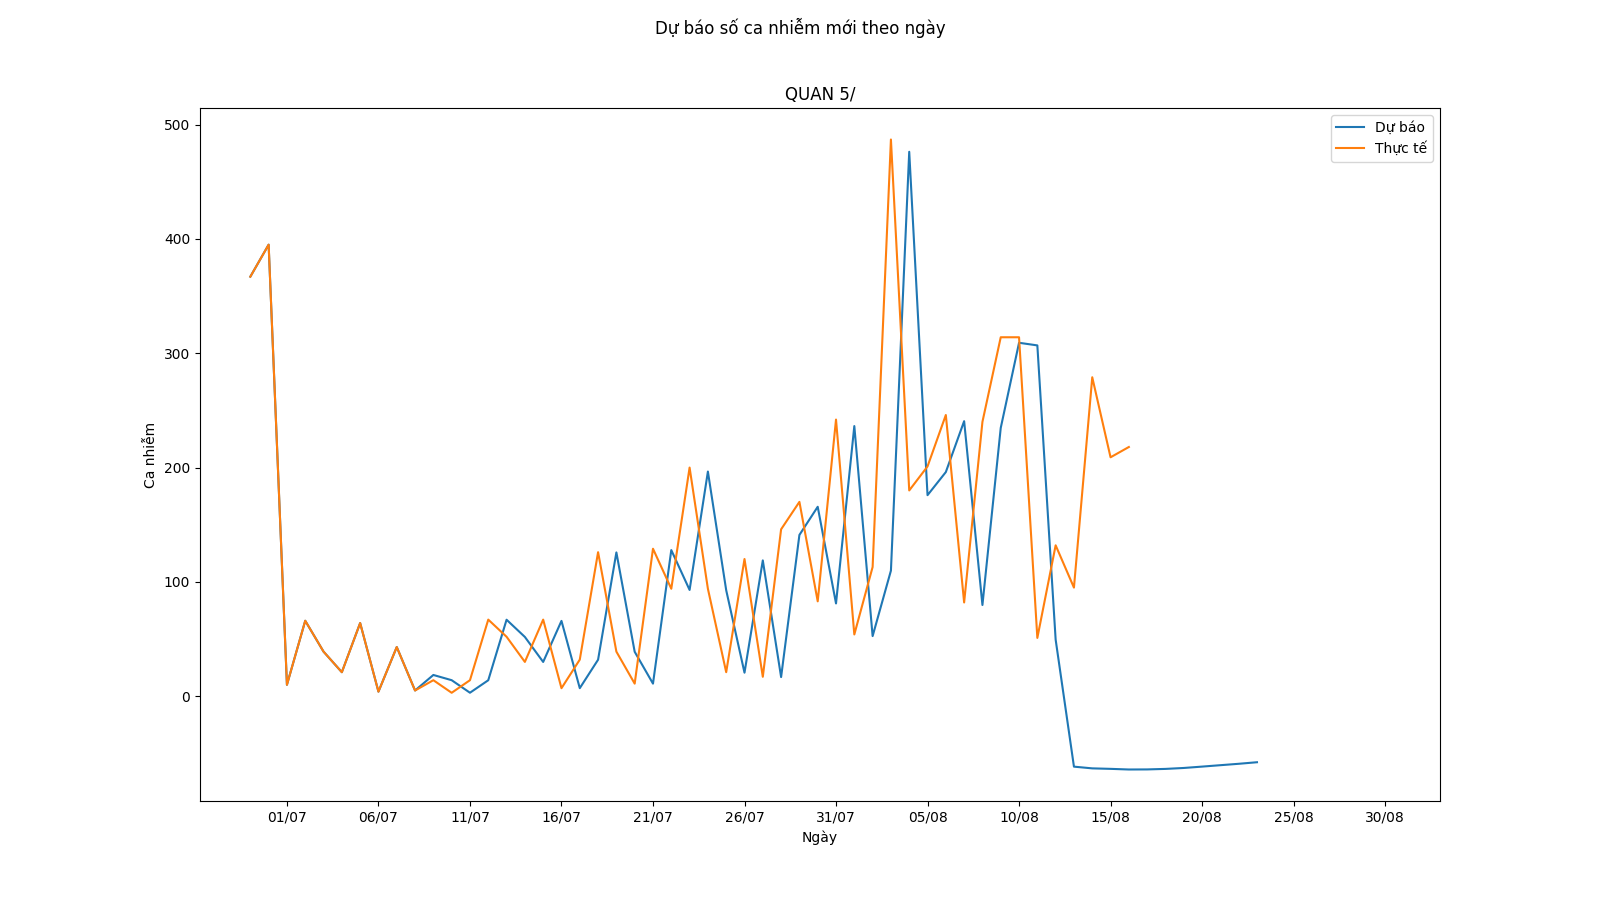 Dự báo số ca nhiễm mới theo ngày
QUAN 5/
Dự báo
Thực tế
Ca nhiễm
500
400
300
200
100
0
01/07 06/07 11/07 16/07 21/07 26/07 31/07 05/08 10/08 15/08 20/08 25/08 30/08
Ngày